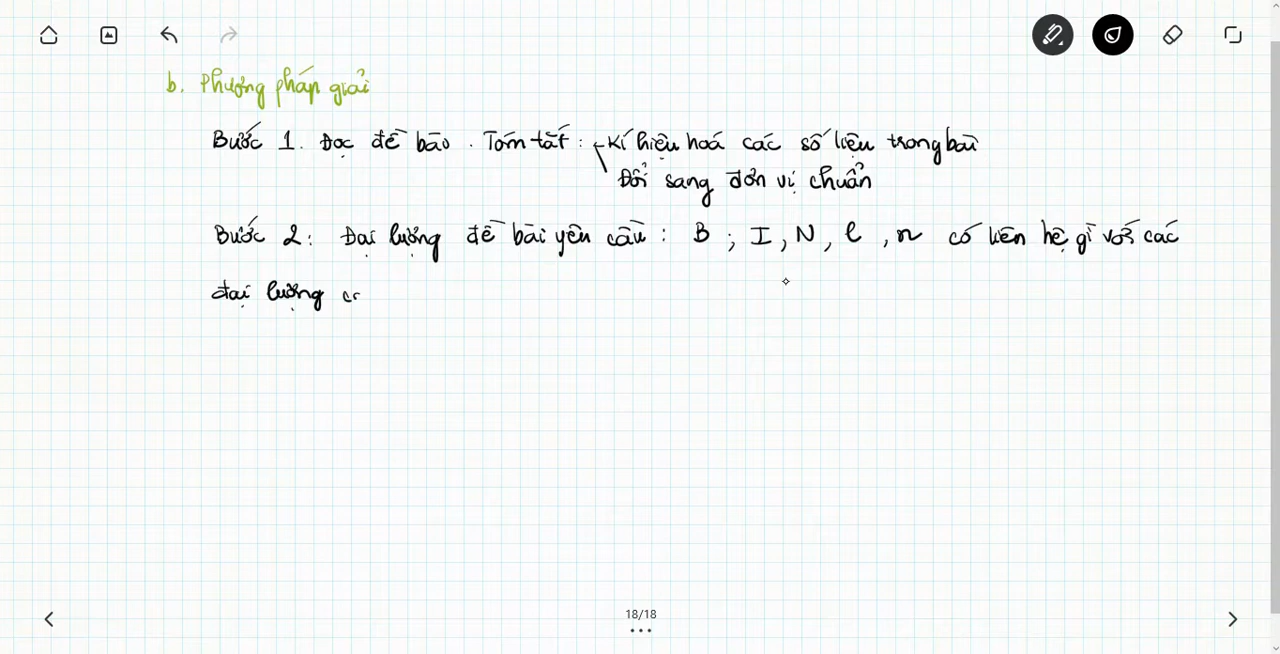 b. Phương pháp giải
Bước 1. Đọc đề bào. Tóm tắt: Kí hiệu hoá các số liệu trong bài
Đổi sang đơn vị chuẩn
Bước 2: Đại lượng đề bài yêu cầu: B; I, N, l, n có liên hệ gì với các
đại lượng
18/18